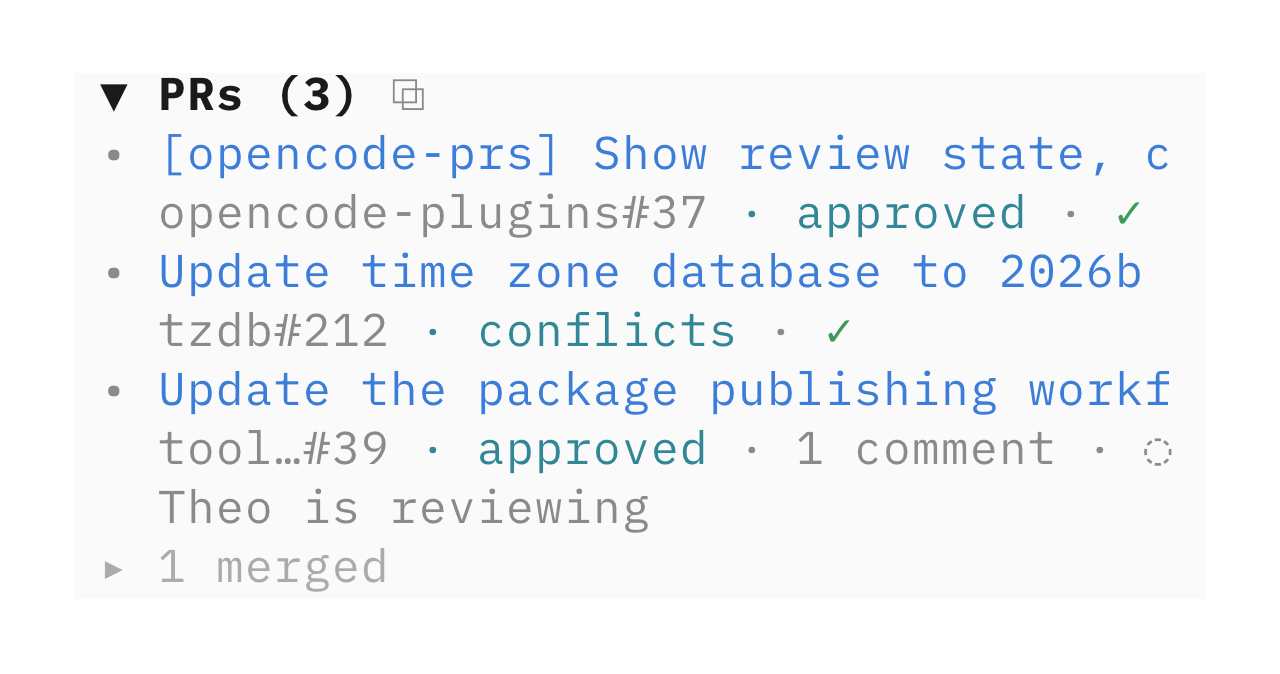 ▼ PRs (3)
• [opencode-prs] Show review state, c
opencode-plugins#37 · approved · ✓
• Update time zone database to 2026b
tzdb#212 · conflicts · ✓
• Update the package publishing workf
tool…#39 · approved · 1 comment · ◌
Theo is reviewing
▸ 1 merged